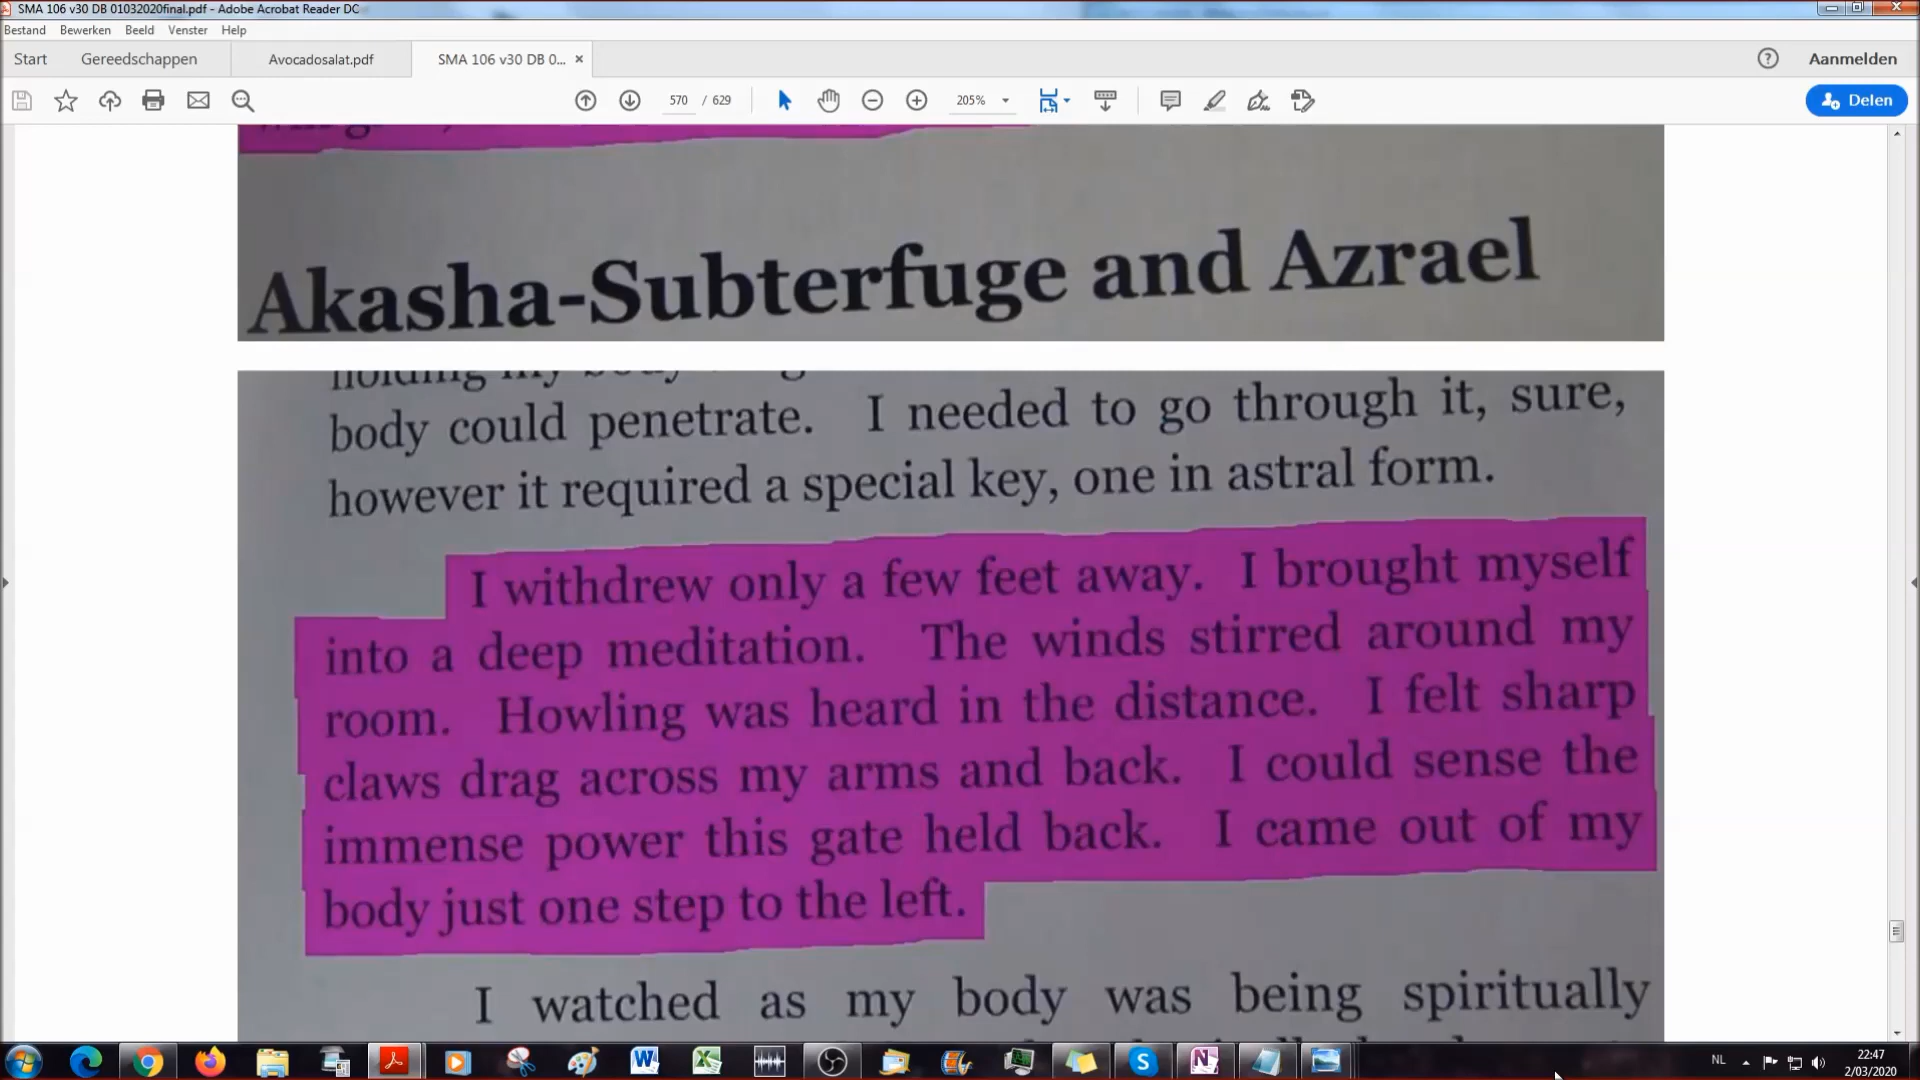 SMA 106 v30 DB 01032020final.pdf - Adobe Acrobat Reader DC
Bestand Bewerken Beeld Venster Help
Start Gereedschappen Avocadosalat.pdf SMA 106 v30 DB 0... × Aanmelden
570 / 629 205% Delen
Akasha-Subterfuge and Azrael
holding my body
body could penetrate. I needed to go through it, sure,
however it required a special key, one in astral form.
I withdrew only a few feet away. I brought myself
into a deep meditation. The winds stirred around my
room. Howling was heard in the distance. I felt sharp
claws drag across my arms and back. I could sense the
immense power this gate held back. I came out of my
body just one step to the left.
I watched as my body was being spiritually
NL 22:47
2/03/2020